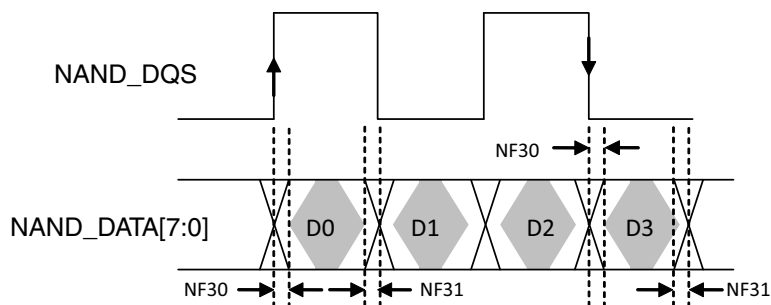 NAND_DQS
NF30
NAND_DATA[7:0]
D0
D1
D2
D3
NF30
NF31
NF31